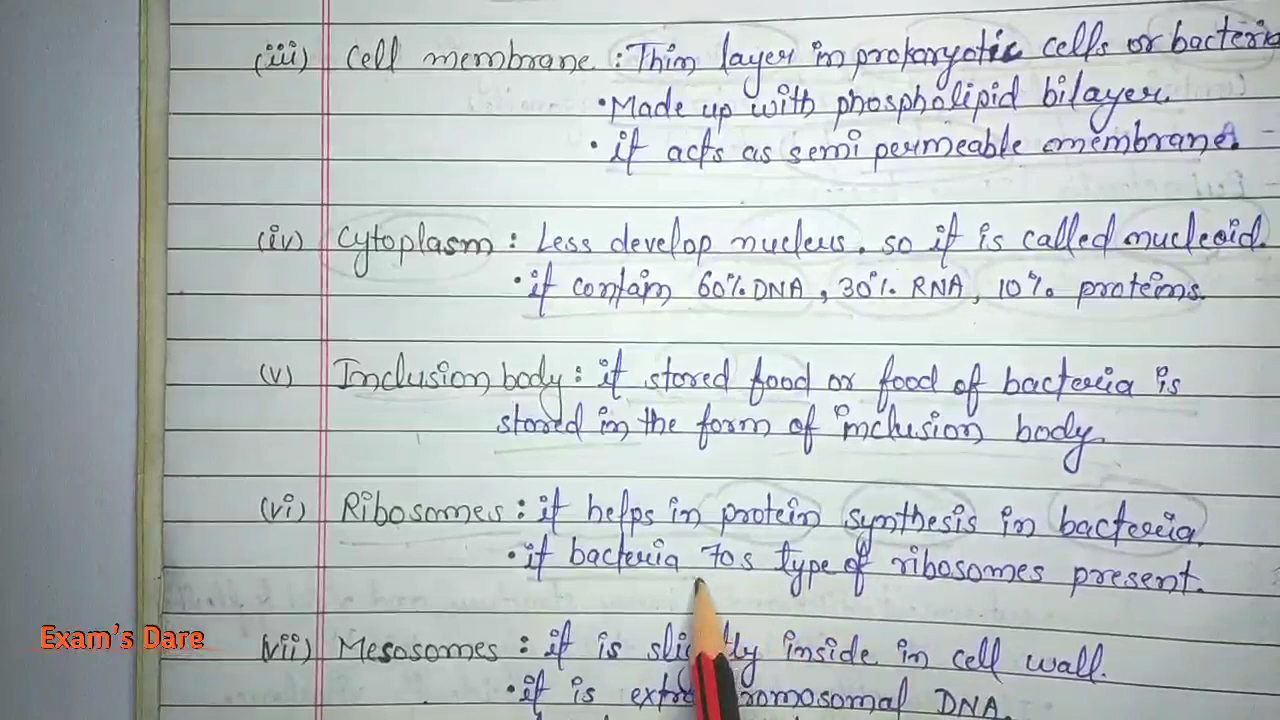 (iii) Cell membrane : Thin layer in prokaryotic cells or bacteria
• Made up with phospholipid bilayer.
• it acts as semi permeable membrane.
(iv) Cytoplasm : Less develop nucleus. so it is called nucleoid.
• it contain 60% DNA, 30% RNA, 10% proteins.
(v) Inclusion body : it stored food or food of bacteria is
stored in the form of inclusion body.
(vi) Ribosomes : it helps in protein synthesis in bacteria
• it bacteria 70s type of ribosomes present.
(vii) Mesosomes : it is slightly inside in cell wall.
• it is extra chromosomal DNA.
Exam's Dare